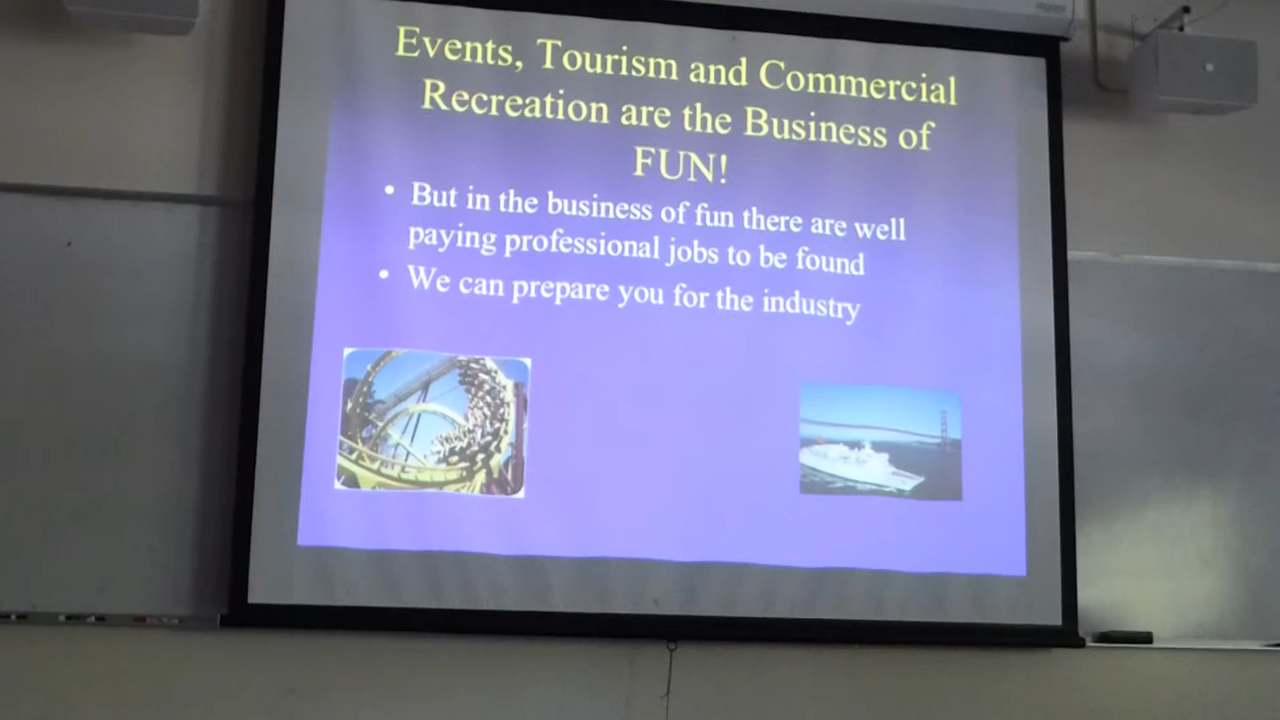 Events, Tourism and Commercial
Recreation are the Business of
FUN!
• But in the business of fun there are well
paying professional jobs to be found
• We can prepare you for the industry